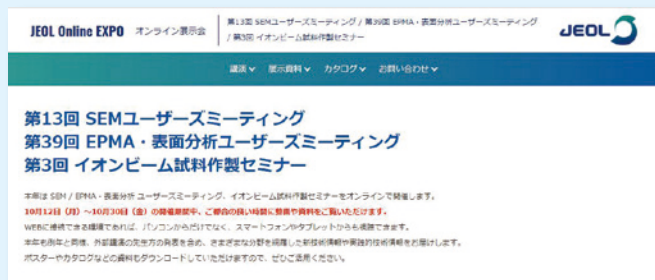 JEOL Online EXPO オンライン展示会
第13回 SEMユーザーズミーティング / 第39回 EPMA・表面分析ユーザーズミーティング
/ 第3回 イオンビーム試料作製セミナー
JEOL
講演 展示資料 カタログ お問い合わせ
第13回 SEMユーザーズミーティング
第39回 EPMA・表面分析ユーザーズミーティング
第3回 イオンビーム試料作製セミナー
本年は SEM / EPMA・表面分析 ユーザーズミーティング、イオンビーム試料作製セミナーをオンラインで開催します。
10月12日（月）～10月30日（金）の開催期間中、ご都合の良い時間に動画や資料をご覧いただけます。
WEBに接続できる環境であれば、パソコンからだけでなく、スマートフォンやタブレットからも視聴できます。
本年も例年と同様、外部講演の先生方の発表を含め、さまざまな分野を網羅した新技術情報や実践的技術情報をお届けします。
ポスターやカタログなどの資料もダウンロードしていただけますので、ぜひご活用ください。